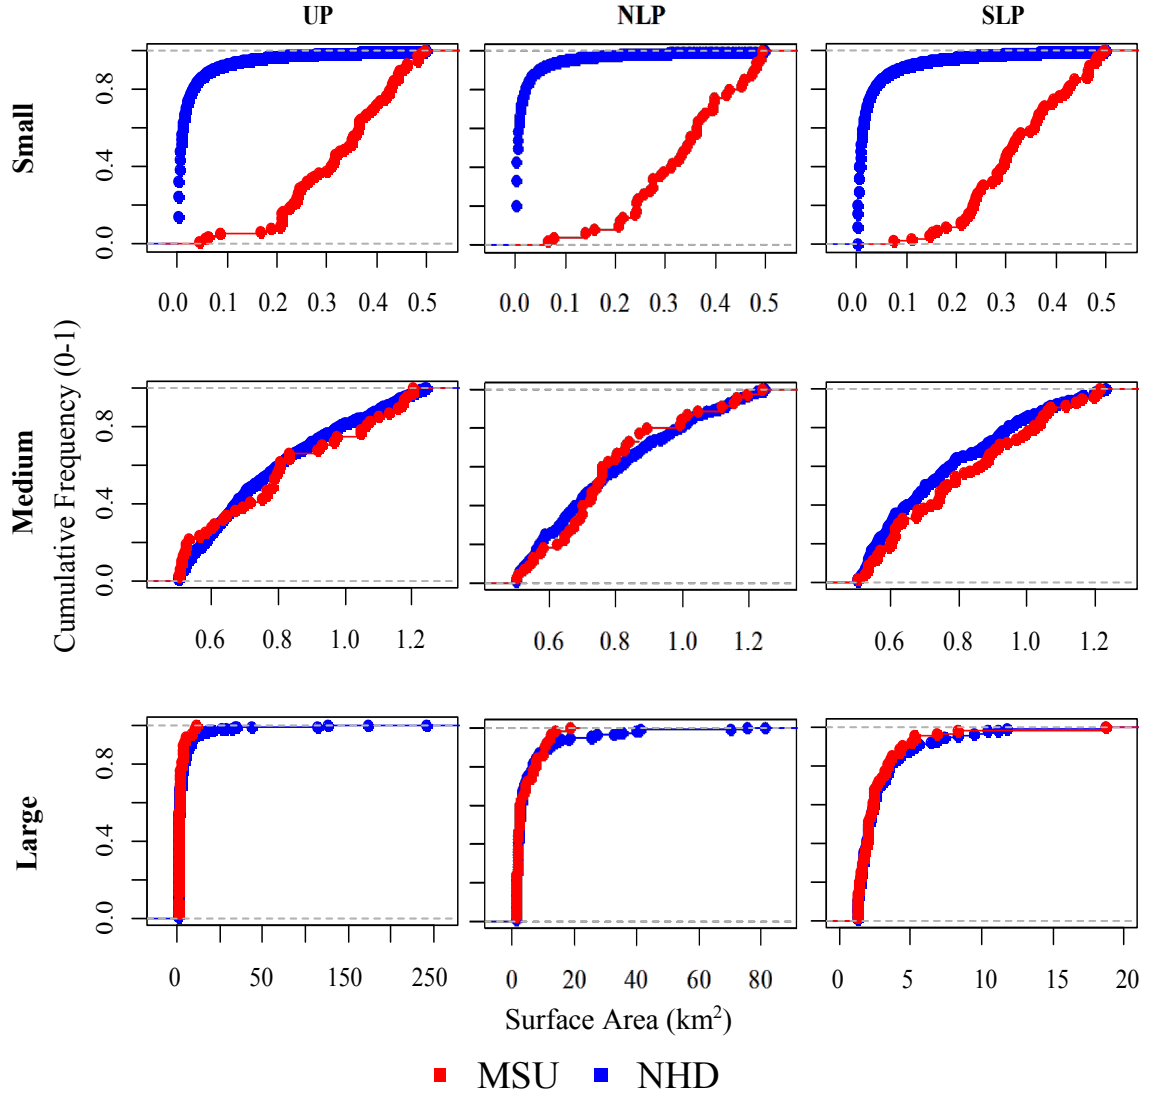 UP NLP SLP
Small
0.0 0.4 0.8
0.0 0.1 0.2 0.3 0.4 0.5
0.0 0.1 0.2 0.3 0.4 0.5
0.0 0.1 0.2 0.3 0.4 0.5
Medium
Cumulative Frequency (0-1)
0.0 0.4 0.8
0.6 0.8 1.0 1.2
0.6 0.8 1.0 1.2
0.6 0.8 1.0 1.2
Large
0.0 0.4 0.8
0 50 150 250
0 20 40 60 80
0 5 10 15 20
Surface Area (km²)
MSU NHD